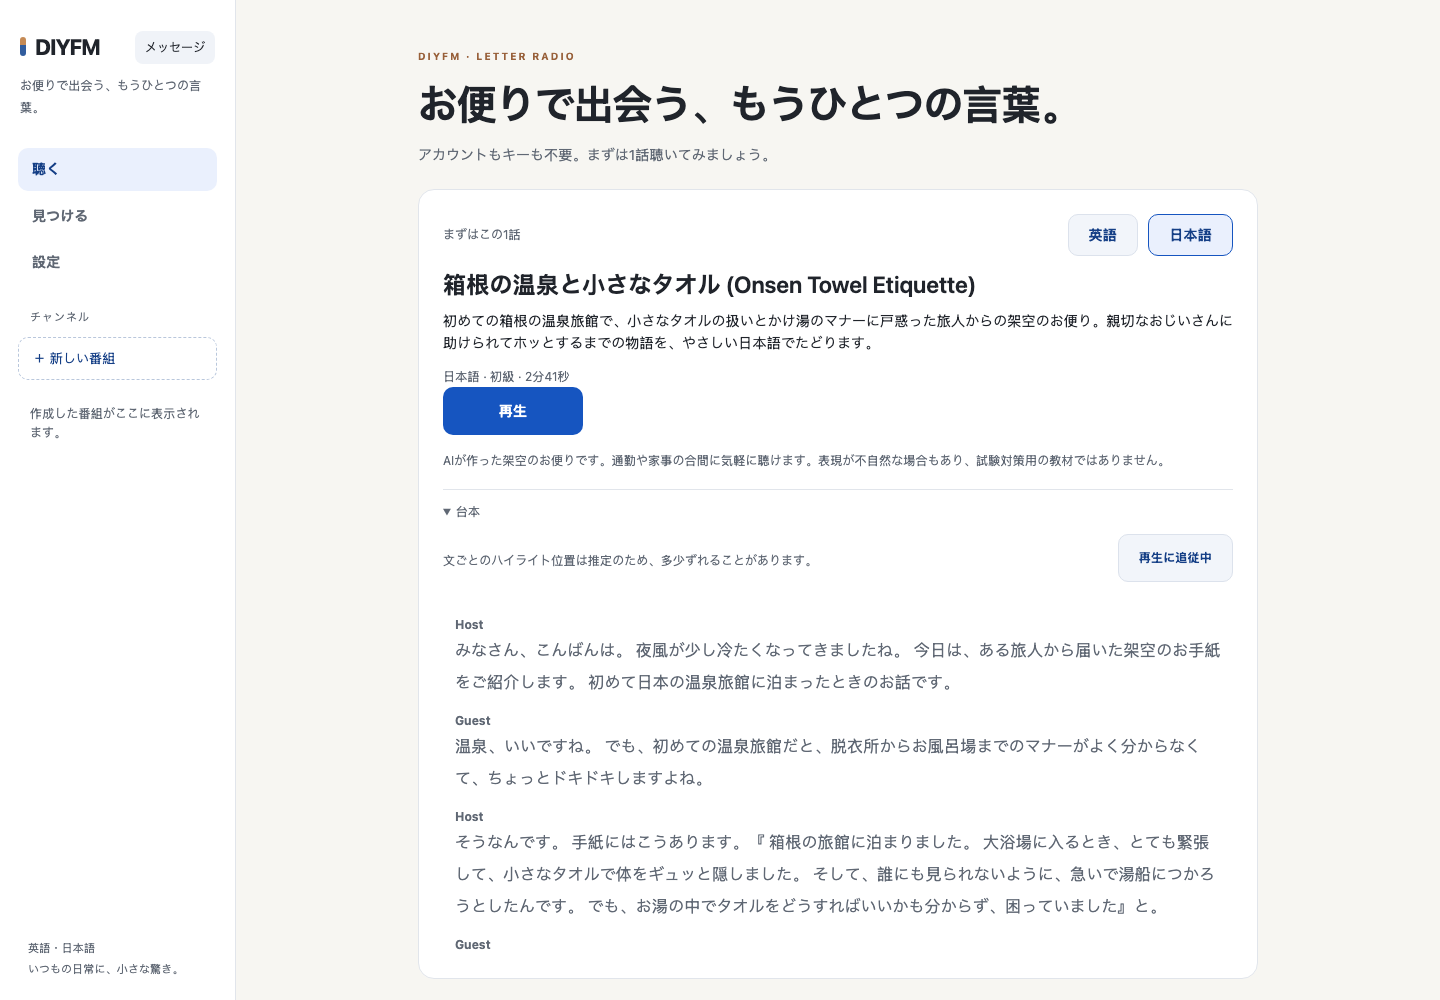 DIYFM
メッセージ
お便りで出会う、もうひとつの言
葉。
聴く
見つける
設定
チャンネル
+ 新しい番組
作成した番組がここに表示され
ます。
英語・日本語
いつもの日常に、小さな驚き。
DIYFM · LETTER RADIO
お便りで出会う、もうひとつの言葉。
アカウントもキーも不要。まずは1話聴いてみましょう。
まずはこの1話
英語
日本語
箱根の温泉と小さなタオル (Onsen Towel Etiquette)
初めての箱根の温泉旅館で、小さなタオルの扱いとかけ湯のマナーに戸惑った旅人からの架空のお便り。親切なおじいさんに
助けられてホッとするまでの物語を、やさしい日本語でたどります。
日本語 · 初級 · 2分41秒
再生
AIが作った架空のお便りです。通勤や家事の合間に気軽に聴けます。表現が不自然な場合もあり、試験対策用の教材ではありません。
▼ 台本
文ごとのハイライト位置は推定のため、多少ずれることがあります。
再生に追従中
Host
みなさん、こんばんは。 夜風が少し冷たくなってきましたね。 今日は、ある旅人から届いた架空のお手紙
をご紹介します。 初めて日本の温泉旅館に泊まったときのお話です。
Guest
温泉、いいですね。 でも、初めての温泉旅館だと、脱衣所からお風呂場までのマナーがよく分からなく
て、ちょっとドキドキしますよね。
Host
そうなんです。 手紙にはこうあります。『 箱根の旅館に泊まりました。 大浴場に入るとき、とても緊張
して、小さなタオルで体をギュッと隠しました。 そして、誰にも見られないように、急いで湯船につかろ
うとしたんです。 でも、お湯の中でタオルをどうすればいいかも分からず、困っていました』と。
Guest